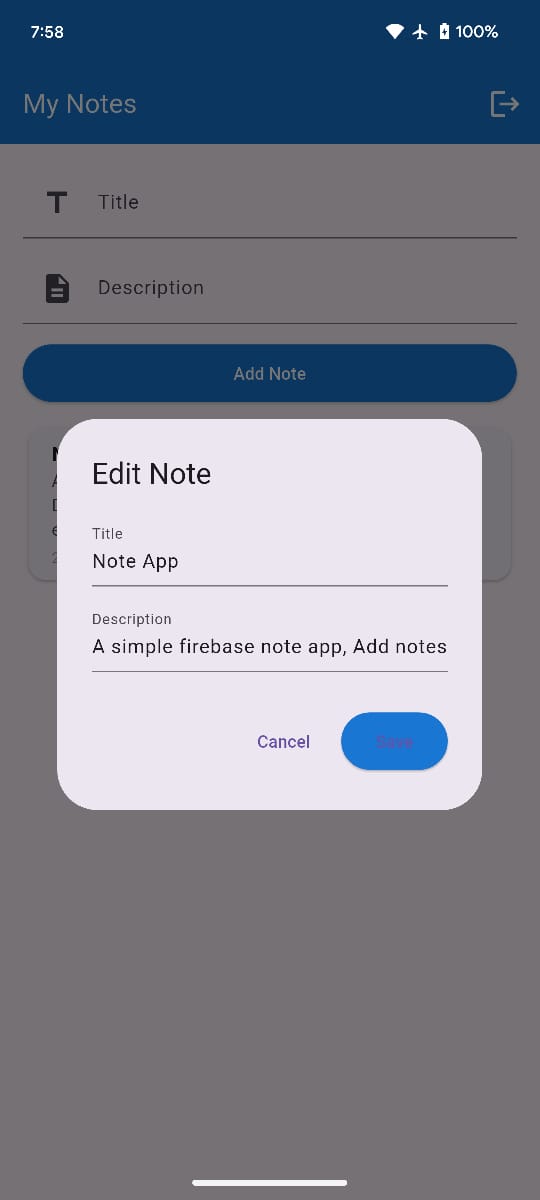 7:58
100%
My Notes
Title
Description
Add Note
Edit Note
Title
Note App
Description
A simple firebase note app, Add notes
Cancel
Save